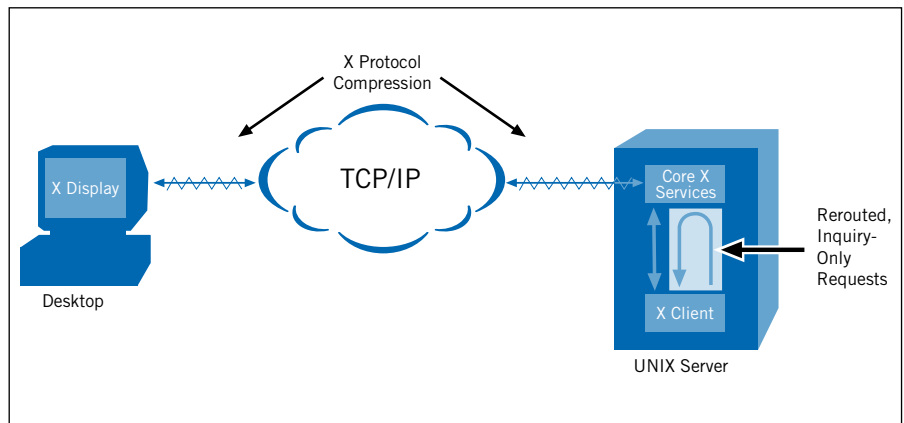 X Protocol
Compression
X Display
TCP/IP
Core X
Services
Rerouted,
Inquiry-
Only
Requests
X Client
Desktop
UNIX Server